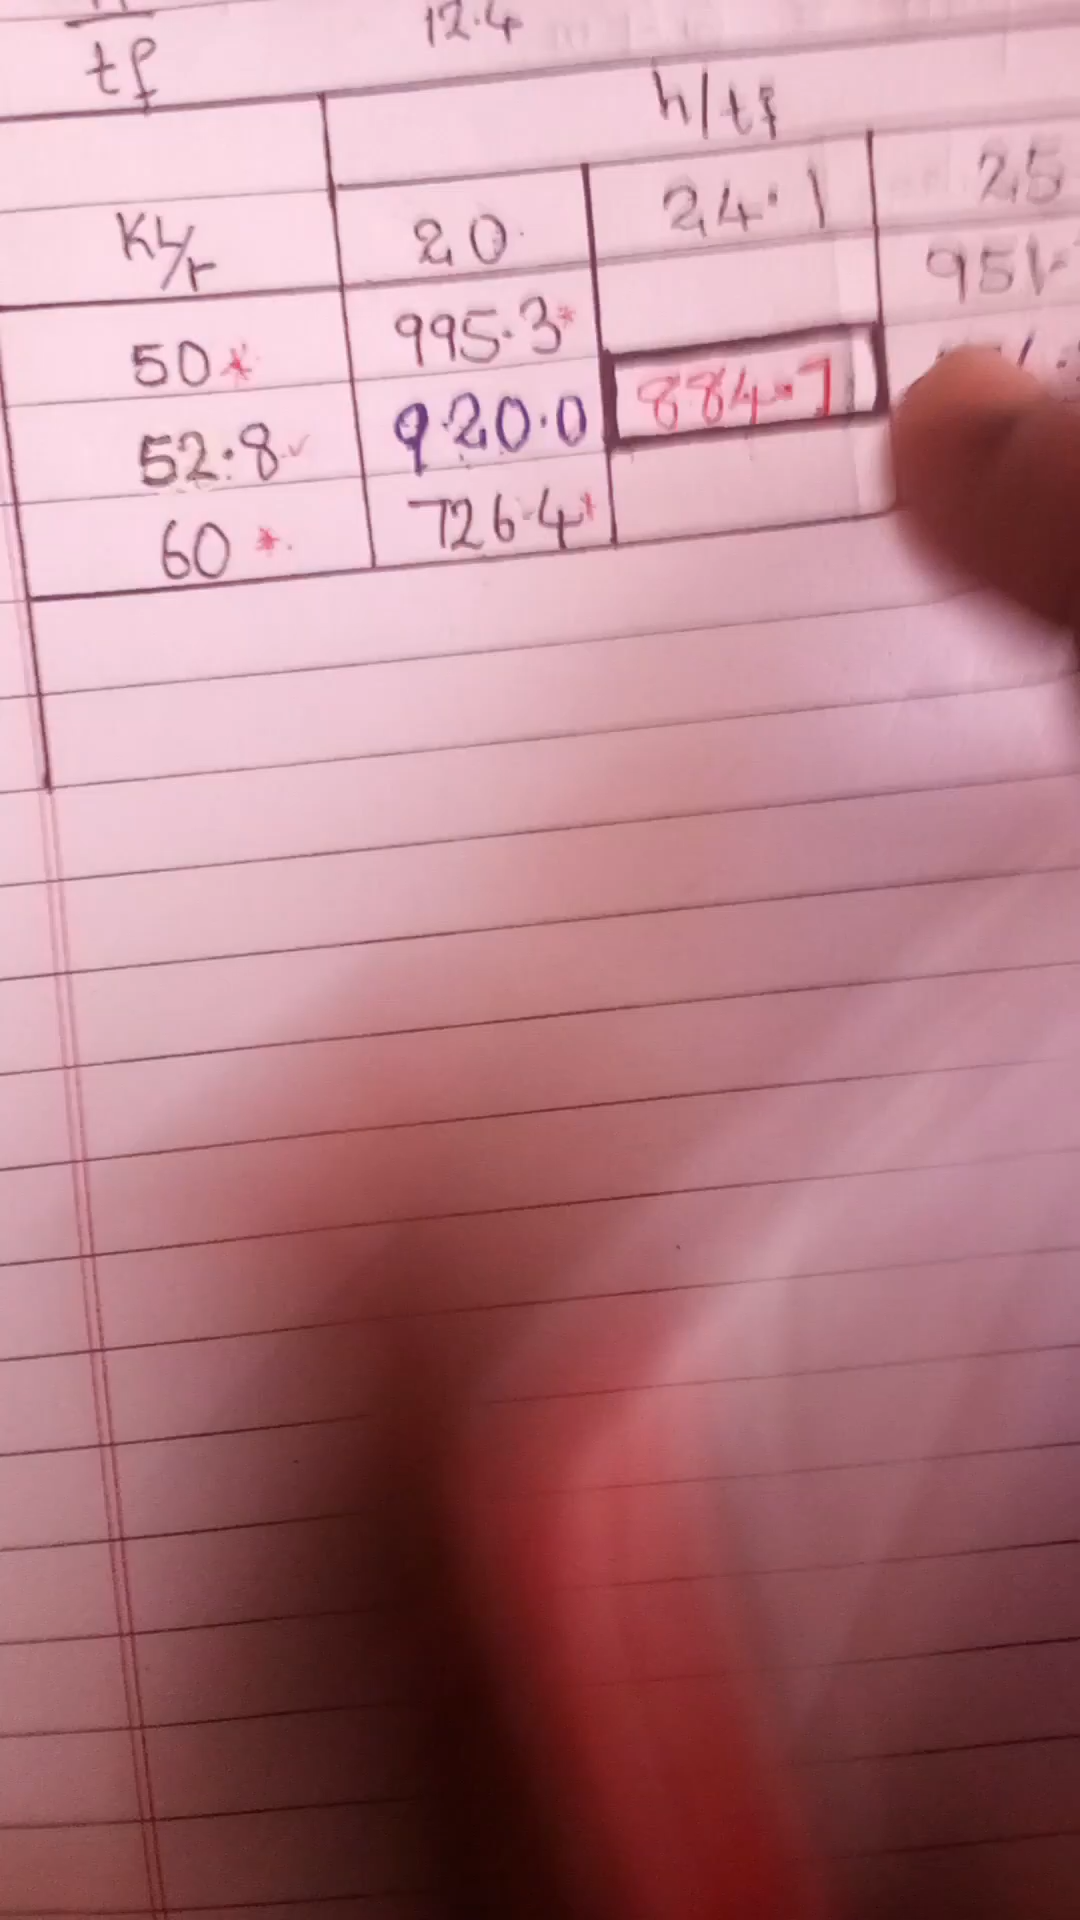 tf 12.4
h/tf
KL/r 20 24.1 25
50* 995.3* 951.
52.8✓ 920.0 884.7
60* 726.4*